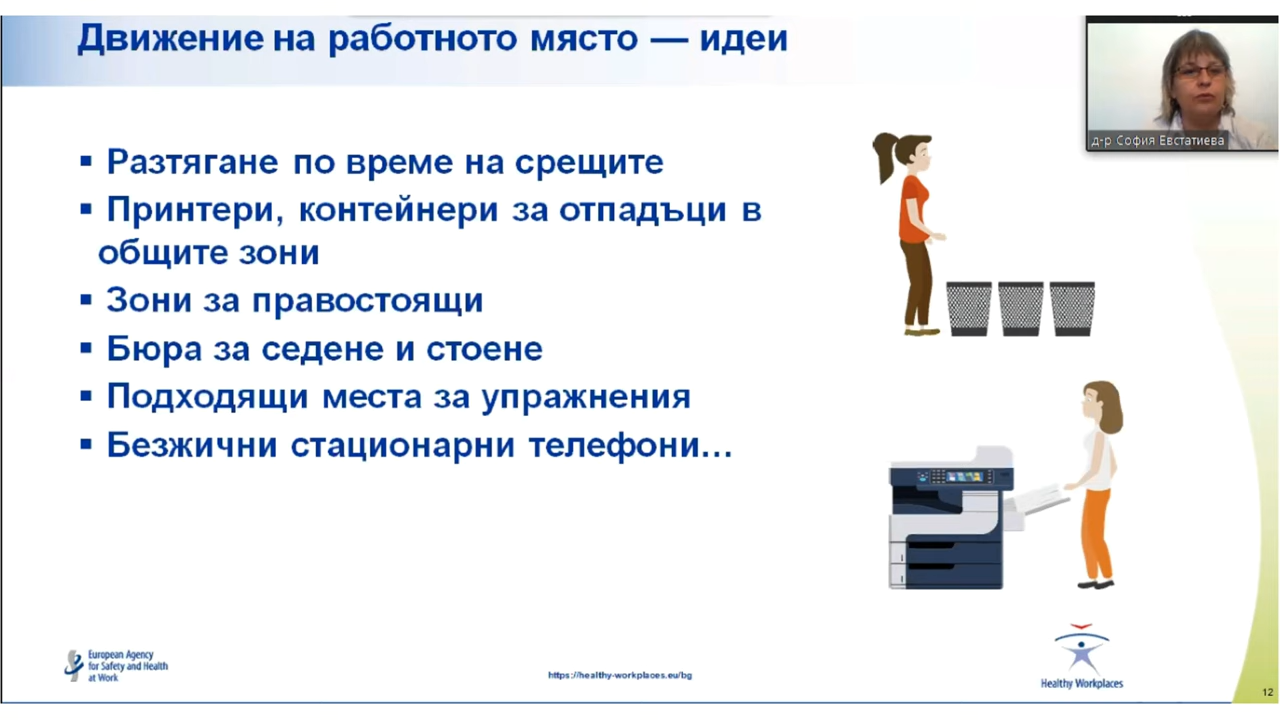 Движение на работното място — идеи
д-р София Евстатиева
▪ Разтягане по време на срещите
▪ Принтери, контейнери за отпадъци в
общите зони
▪ Зони за правостоящи
▪ Бюра за седене и стоене
▪ Подходящи места за упражнения
▪ Безжични стационарни телефони...
European Agency
for Safety and Health
at Work
https://healthy-workplaces.eu/bg
Healthy Workplaces
12